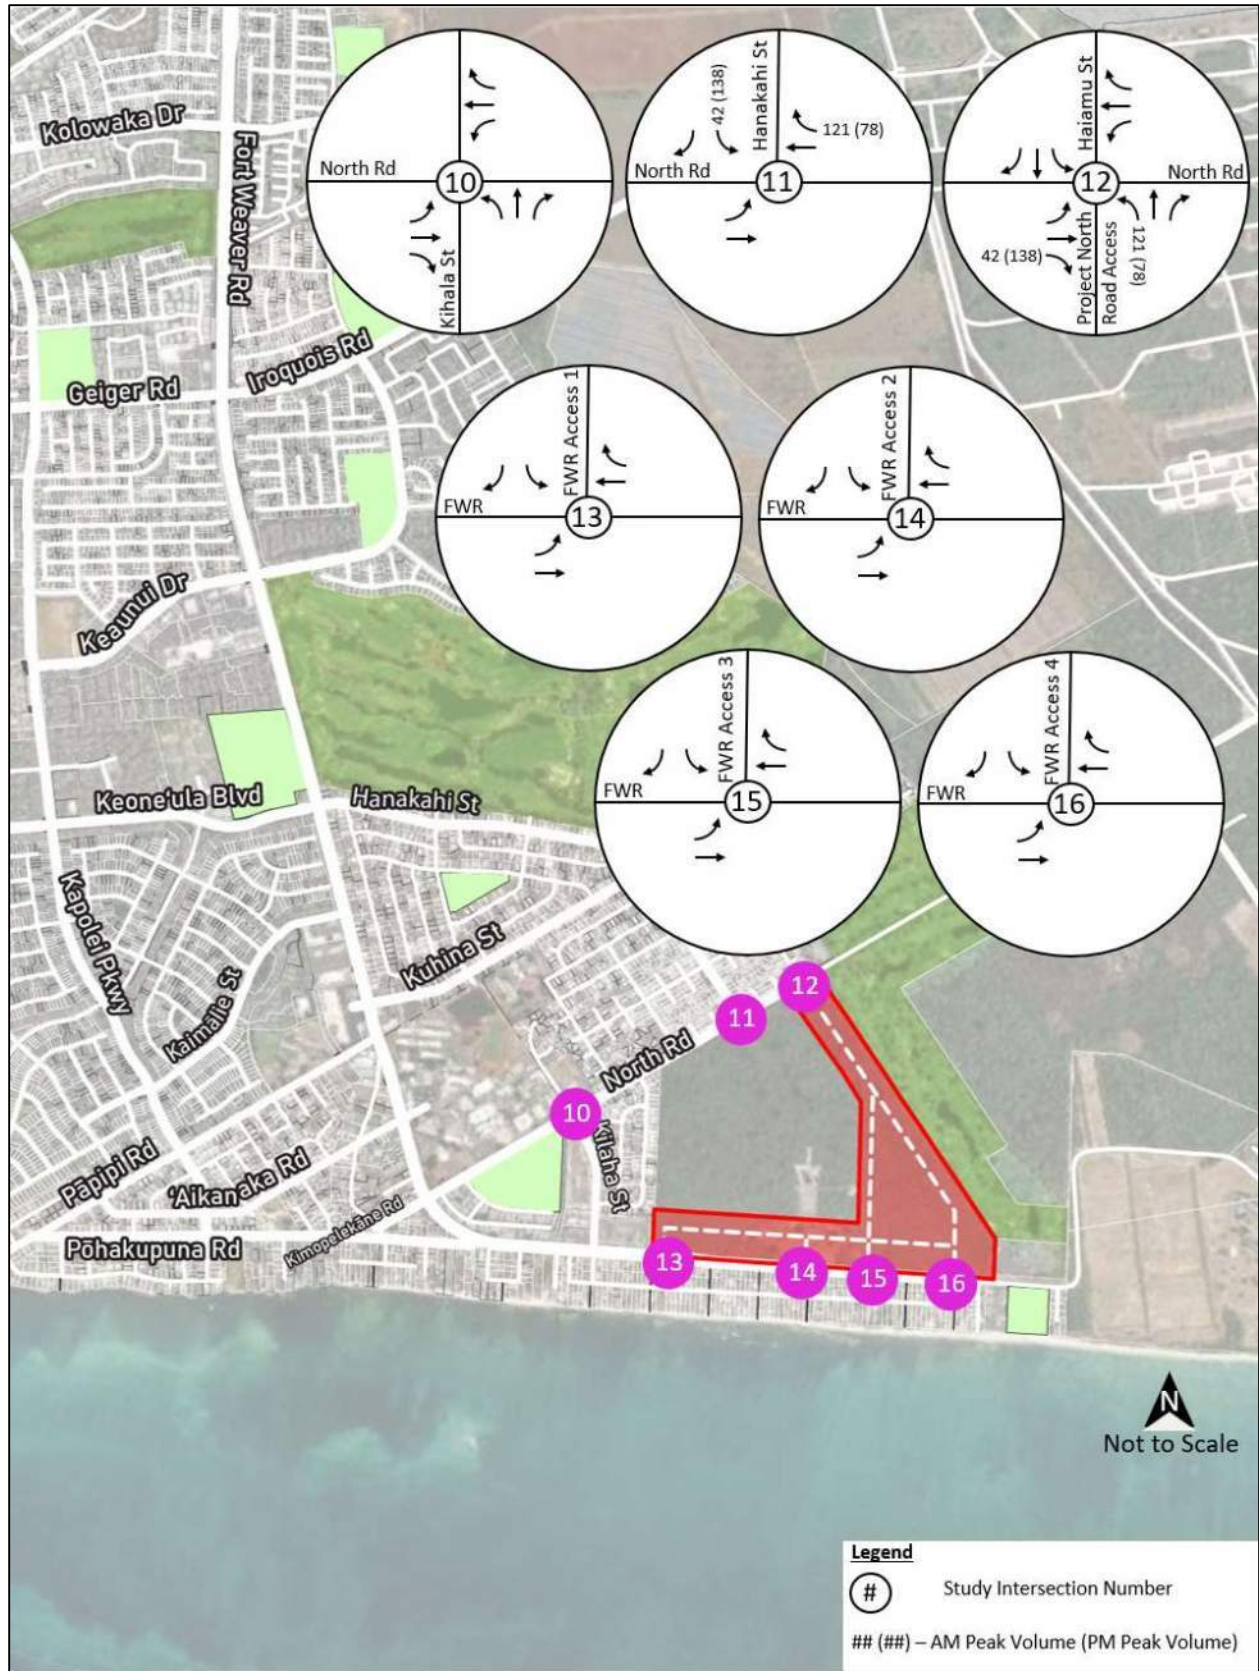 Kolowaka Dr
Fort Weaver Rd
North Rd
10
Kihala St
42 (138)
Hanakahi St
121 (78)
North Rd
11
Haiamu St
North Rd
12
42 (138)
Project North
Road Access
121 (78)
Geiger Rd
Iroquois Rd
FWR Access 1
FWR
13
FWR Access 2
FWR
14
Keaunui Dr
FWR Access 3
FWR
15
FWR Access 4
FWR
16
Keone'ula Blvd
Hanakahi St
Kapolei Pkwy
Kaimālie St
Kuhina St
12
11
North Rd
10
Kilaha St
Pāpipi Rd
'Aikanaka Rd
Kimopelekāne Rd
Pōhakupuna Rd
13
14
15
16
N
Not to Scale
Legend
# Study Intersection Number
## (##) – AM Peak Volume (PM Peak Volume)